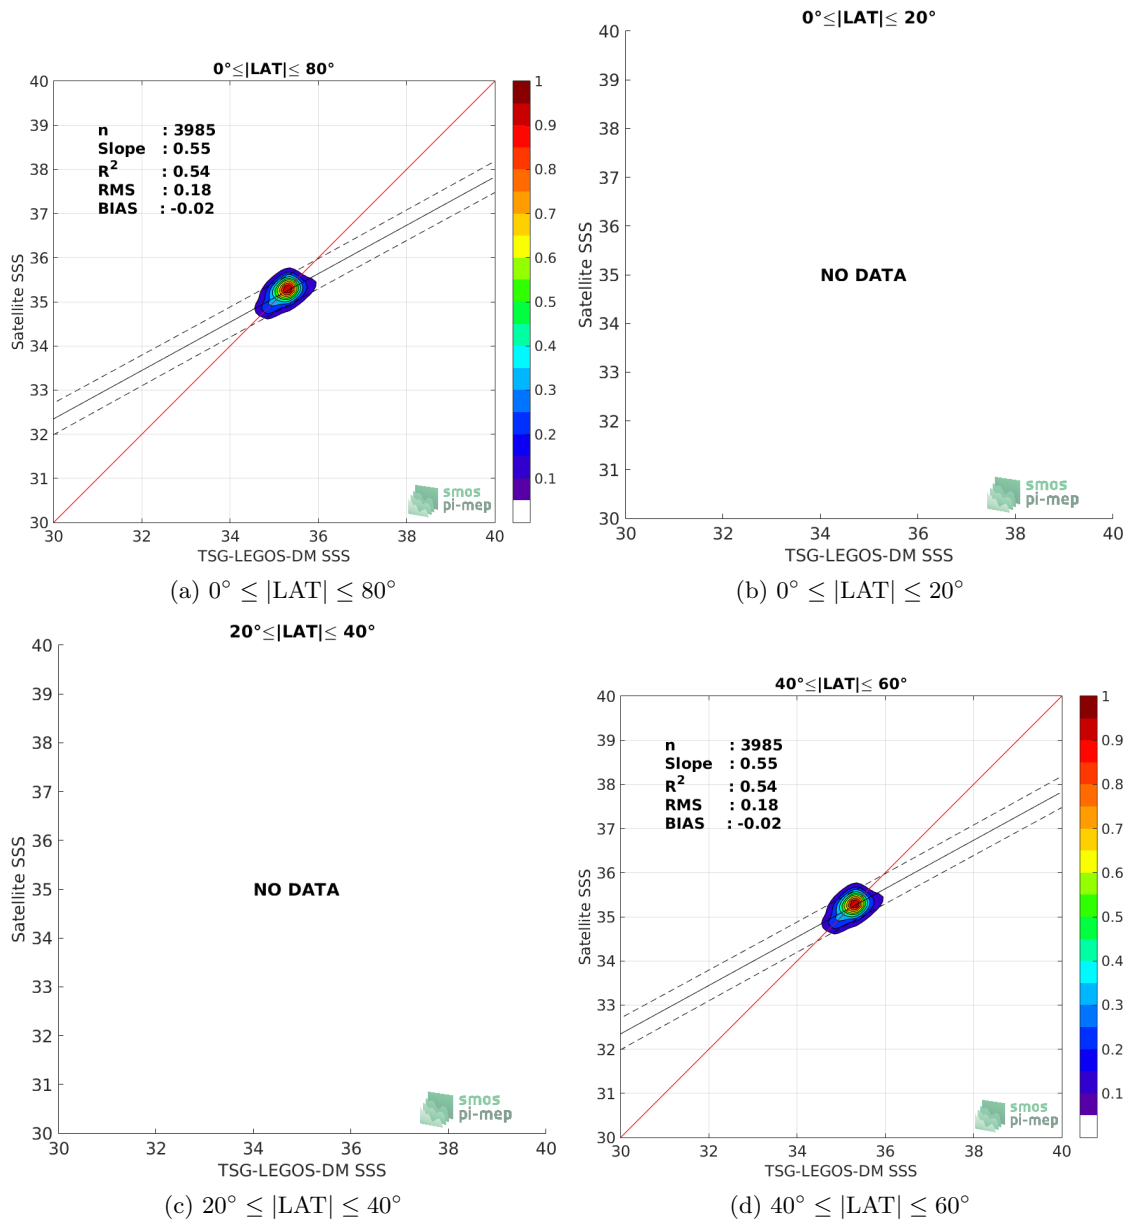 0°≤|LAT|≤ 80°
40
39
38
37
36
35
34
33
32
31
30
Satellite SSS
n : 3985
Slope : 0.55
R² : 0.54
RMS : 0.18
BIAS : -0.02
smos
pi-mep
30 32 34 36 38 40
TSG-LEGOS-DM SSS
1
0.9
0.8
0.7
0.6
0.5
0.4
0.3
0.2
0.1
(a) 0° ≤ |LAT| ≤ 80°
0°≤|LAT|≤ 20°
40
39
38
37
36
35
34
33
32
31
30
Satellite SSS
NO DATA
smos
pi-mep
30 32 34 36 38 40
TSG-LEGOS-DM SSS
(b) 0° ≤ |LAT| ≤ 20°
20°≤|LAT|≤ 40°
40
39
38
37
36
35
34
33
32
31
30
Satellite SSS
NO DATA
smos
pi-mep
30 32 34 36 38 40
TSG-LEGOS-DM SSS
(c) 20° ≤ |LAT| ≤ 40°
40°≤|LAT|≤ 60°
40
39
38
37
36
35
34
33
32
31
30
Satellite SSS
n : 3985
Slope : 0.55
R² : 0.54
RMS : 0.18
BIAS : -0.02
smos
pi-mep
30 32 34 36 38 40
TSG-LEGOS-DM SSS
1
0.9
0.8
0.7
0.6
0.5
0.4
0.3
0.2
0.1
(d) 40° ≤ |LAT| ≤ 60°